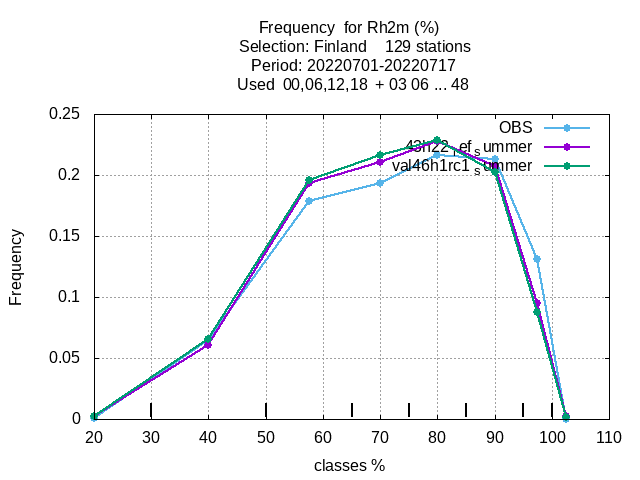 Frequency for Rh2m (%)
Selection: Finland 129 stations
Period: 20220701-20220717
Used 00,06,12,18 + 03 06 ... 48
0.25
0.2
0.15
0.1
0.05
0
Frequency
OBS
43h22_ref_summer
val46h1rc1_summer
20 30 40 50 60 70 80 90 100 110
classes %